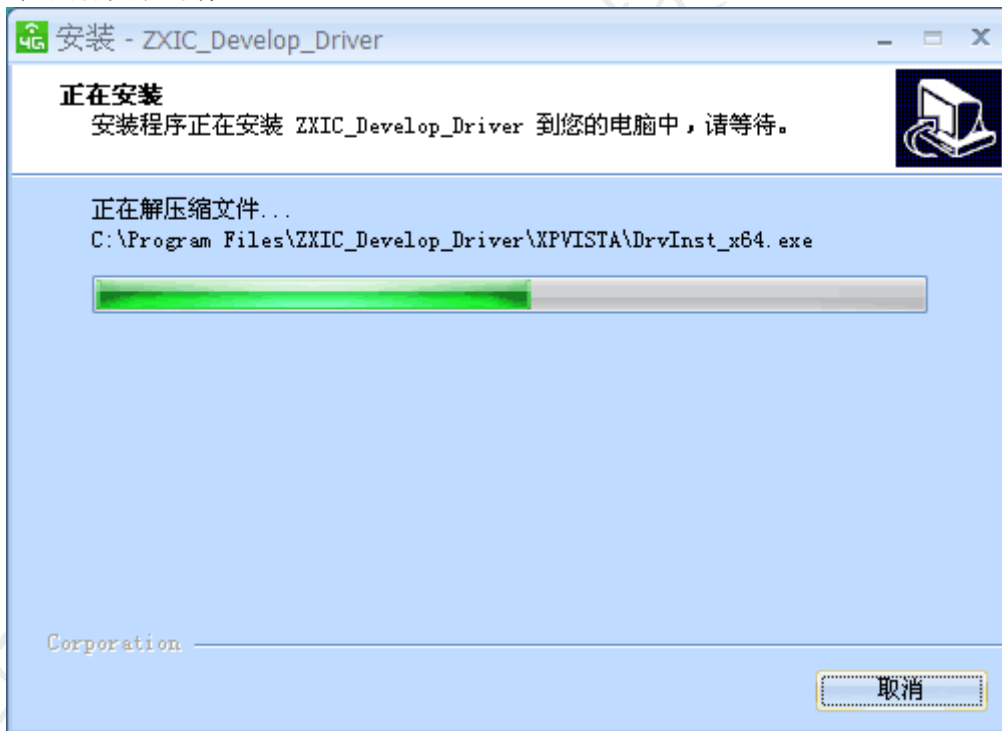 4G 安装 - ZXIC_Develop_Driver
正在安装
安装程序正在安装 ZXIC_Develop_Driver 到您的电脑中，请等待。
正在解压缩文件...
C:\Program Files\ZXIC_Develop_Driver\XPVISTA\DrvInst_x64.exe
Corporation
取消